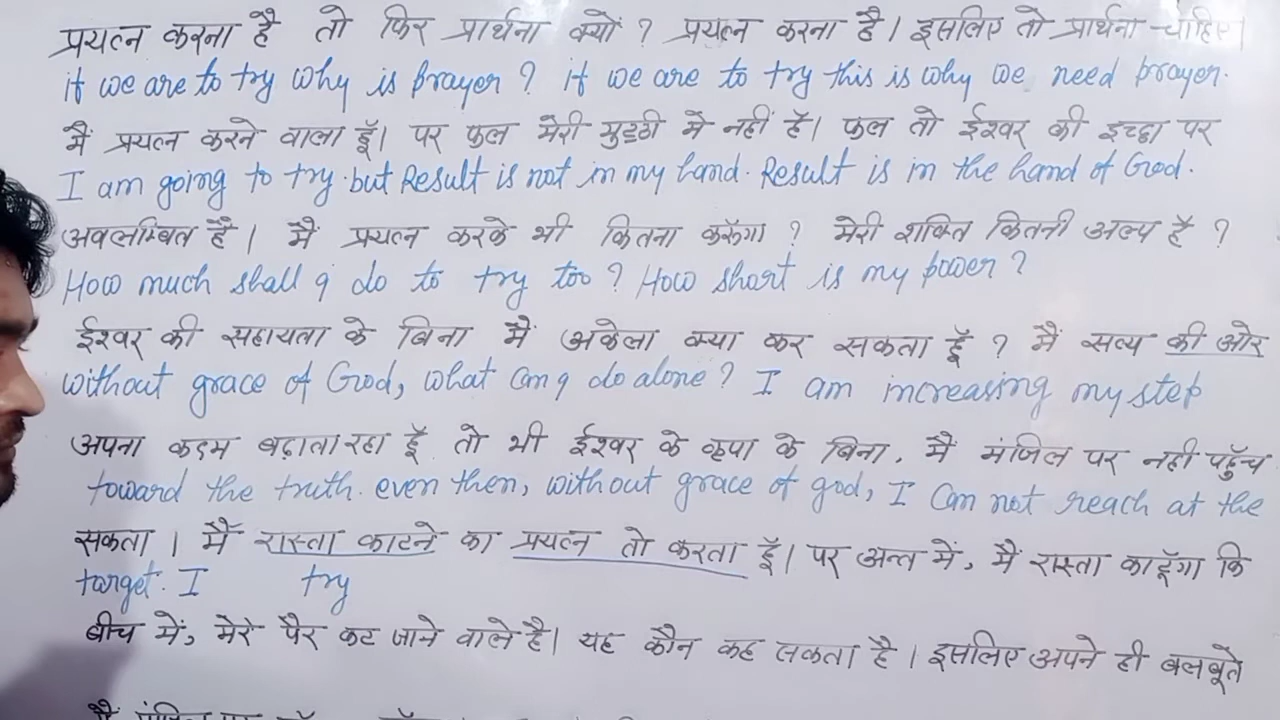 प्रयत्न करना है तो फिर प्रार्थना क्यों ? प्रयत्न करना है। इसलिए तो प्रार्थना चाहिए।
if we are to try why is prayer ? if we are to try this is why we need prayer.
मैं प्रयत्न करने वाला हूँ। पर फल मेरी मुट्ठी मे नहीं है। फल तो ईश्वर की इच्छा पर
I am going to try. but Result is not in my hand. Result is in the hand of God.
अवलम्बित है। मैं प्रयत्न करके भी कितना करूँगा ? मेरी शक्ति कितनी अल्प है ?
How much shall I do to try too ? How short is my power ?
ईश्वर की सहायता के बिना मैं अकेला क्या कर सकता हूँ ? मैं सत्य की ओर
without grace of God, what can I do alone ? I am increasing my step
अपना कदम बढ़ाता रहा हूँ तो भी ईश्वर के कृपा के बिना, मैं मंजिल पर नही पहुँच
toward the truth. even then, without grace of god, I Can not reach at the
सकता । मैं रास्ता काटने का प्रयत्न तो करता हूँ। पर अन्त में, मैं रास्ता काटूँगा कि
target. I try
बीच में, मेरे पैर कट जाने वाले है। यह कौन कह सकता है। इसलिए अपने ही बलबूते